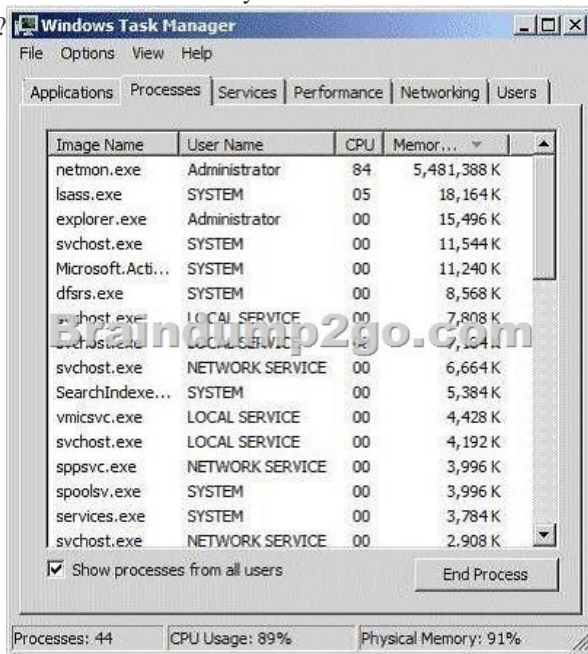 ?
Windows Task Manager
File Options View Help
Applications Processes Services Performance Networking Users
Image Name User Name CPU Memor...
netmon.exe Administrator 84 5,481,388 K
lsass.exe SYSTEM 05 18,164 K
explorer.exe Administrator 00 15,496 K
svchost.exe SYSTEM 00 11,544 K
Microsoft.Acti... SYSTEM 00 11,240 K
dfsrs.exe SYSTEM 00 8,568 K
svchost.exe LOCAL SERVICE 00 7,808 K
Braindump2go.com
svchost.exe LOCAL SERVICE
svchost.exe NETWORK SERVICE 00 6,664 K
SearchIndexe... SYSTEM 00 5,384 K
vmicsvc.exe LOCAL SERVICE 00 4,428 K
svchost.exe LOCAL SERVICE 00 4,192 K
sppsvc.exe NETWORK SERVICE 00 3,996 K
spoolsv.exe SYSTEM 00 3,996 K
services.exe SYSTEM 00 3,784 K
svchost.exe NETWORK SERVICE 00 2,908 K
Show processes from all users End Process
Processes: 44 CPU Usage: 89% Physical Memory: 91%